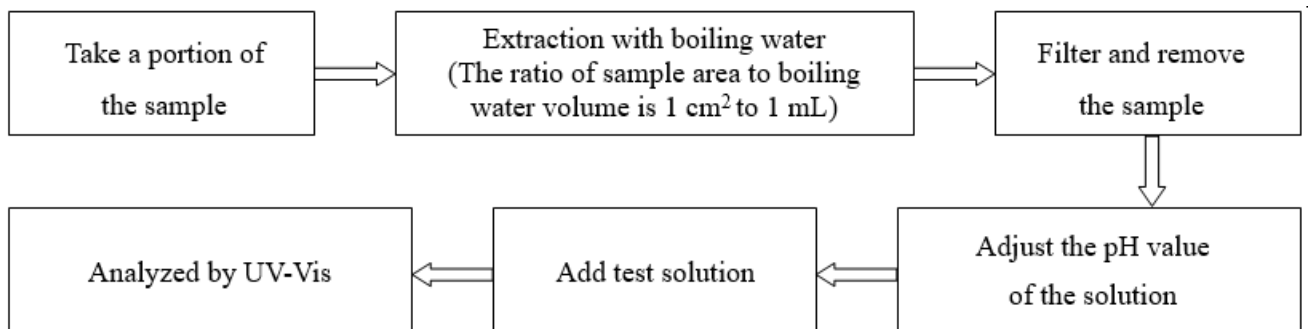 Take a portion of
the sample
Extraction with boiling water
(The ratio of sample area to boiling
water volume is 1 cm² to 1 mL)
Filter and remove
the sample
Adjust the pH value
of the solution
Add test solution
Analyzed by UV-Vis